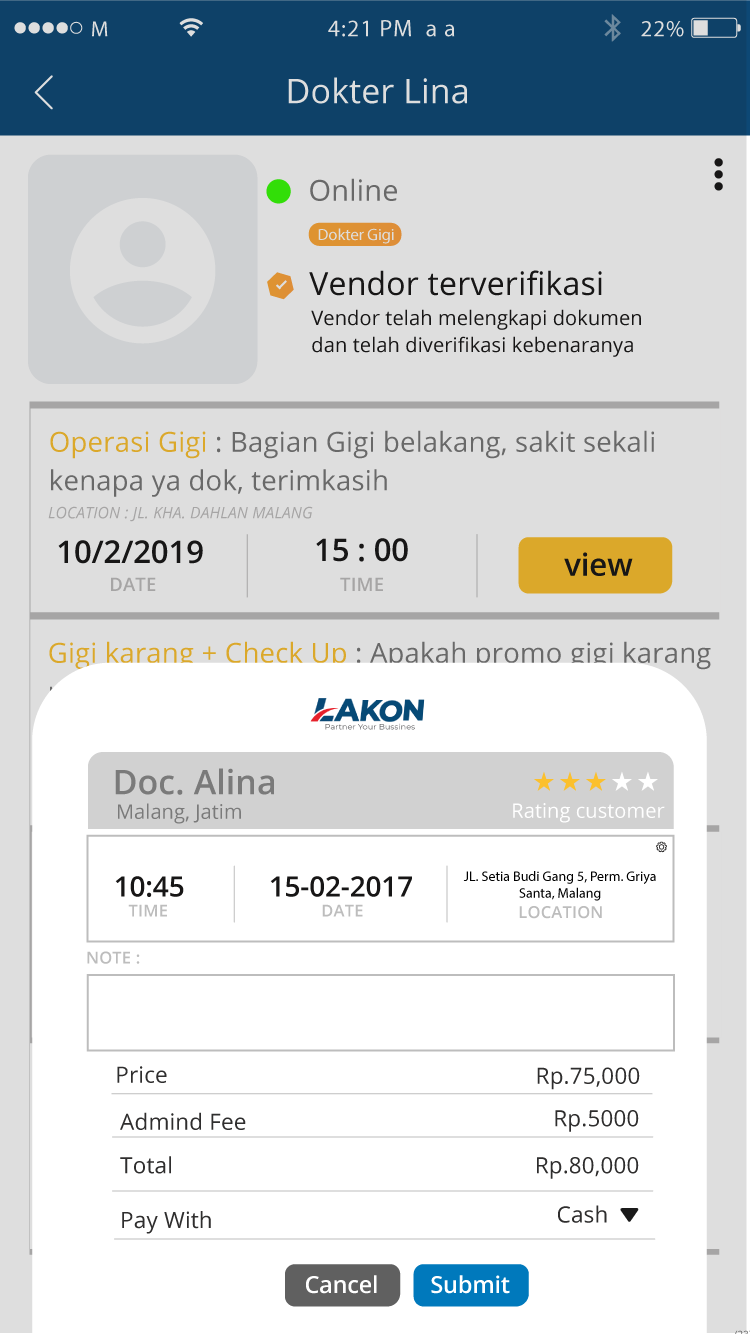 M
4:21 PM a a
22%
Dokter Lina
Online
Dokter Gigi
Vendor terverifikasi
Vendor telah melengkapi dokumen
dan telah diverifikasi kebenaranya
Operasi Gigi : Bagian Gigi belakang, sakit sekali
kenapa ya dok, terimkasih
LOCATION : JL. KHA. DAHLAN MALANG
10/2/2019
DATE
15 : 00
TIME
view
Gigi karang + Check Up : Apakah promo gigi karang
LAKON
Partner Your Bussines
Doc. Alina
Malang, Jatim
Rating customer
10:45
TIME
15-02-2017
DATE
JL. Setia Budi Gang 5, Perm. Griya
Santa, Malang
LOCATION
NOTE :
Price
Rp.75,000
Admind Fee
Rp.5000
Total
Rp.80,000
Pay With
Cash
Cancel
Submit